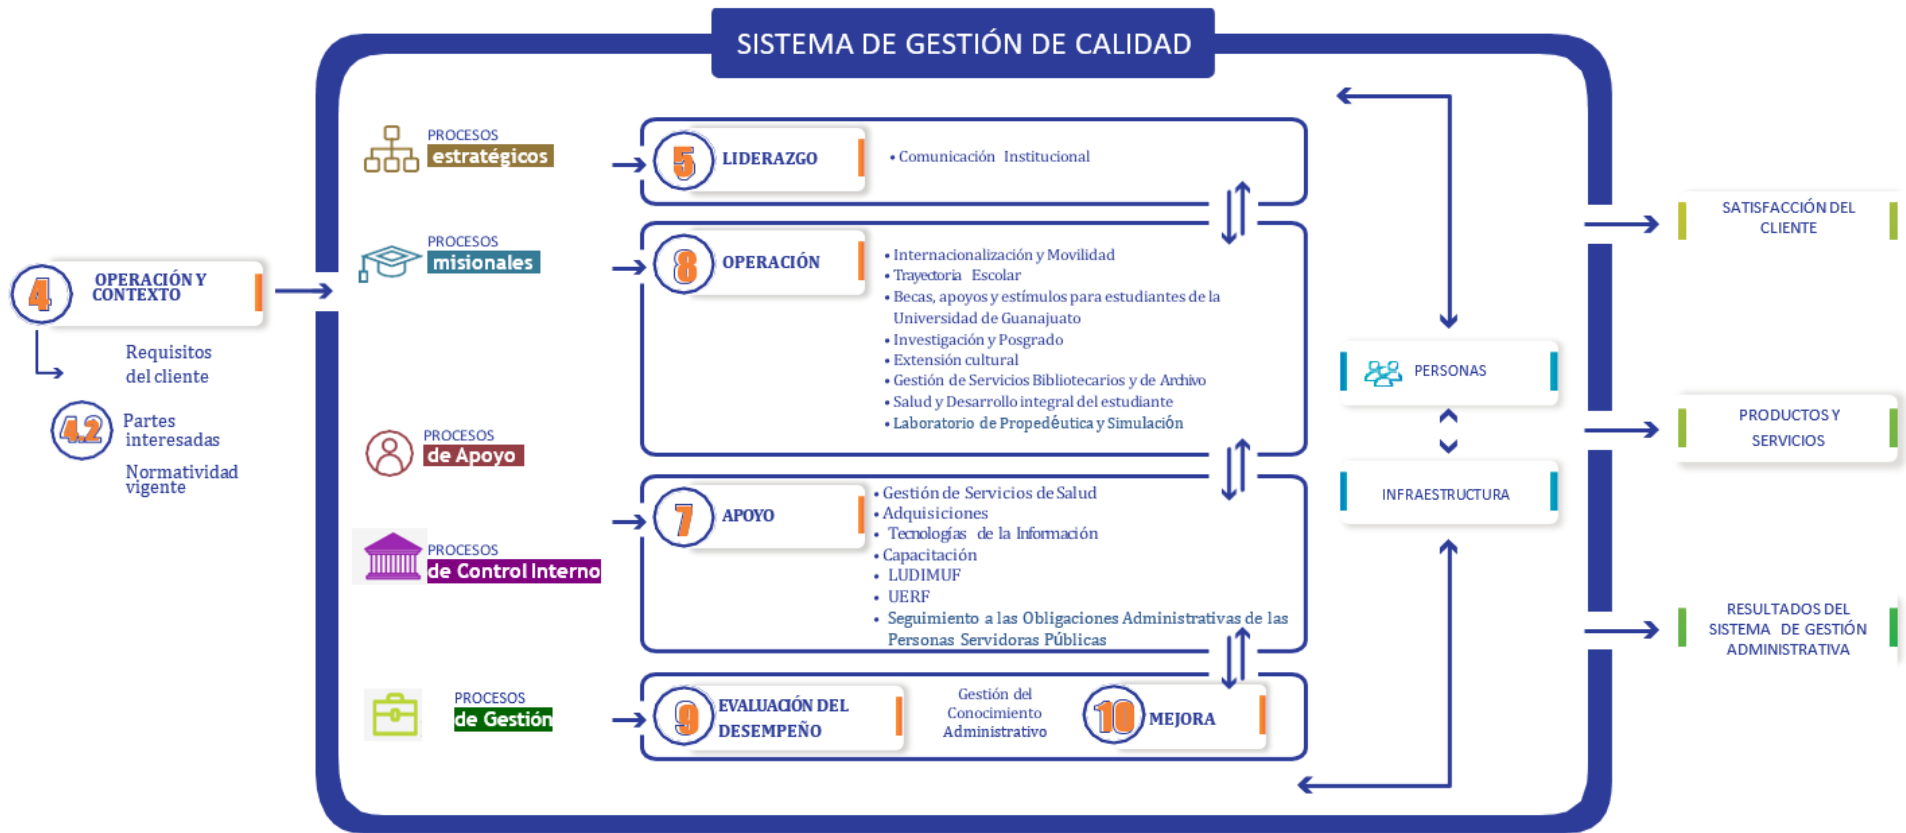 SISTEMA DE GESTIÓN DE CALIDAD
4
OPERACIÓN Y
CONTEXTO
Requisitos
del cliente
4.2
Partes
interesadas
Normatividad
vigente
PROCESOS
estratégicos
5
LIDERAZGO
• Comunicación Institucional
PROCESOS
misionales
8
OPERACIÓN
• Internacionalización y Movilidad
• Trayectoria Escolar
• Becas, apoyos y estímulos para estudiantes de la
Universidad de Guanajuato
• Investigación y Posgrado
• Extensión cultural
• Gestión de Servicios Bibliotecarios y de Archivo
• Salud y Desarrollo integral del estudiante
• Laboratorio de Propedéutica y Simulación
PROCESOS
de Apoyo
PROCESOS
de Control Interno
7
APOYO
• Gestión de Servicios de Salud
• Adquisiciones
• Tecnologías de la Información
• Capacitación
• LUDIMUF
• UERF
• Seguimiento a las Obligaciones Administrativas de las
Personas Servidoras Públicas
PROCESOS
de Gestión
9
EVALUACIÓN DEL
DESEMPEÑO
Gestión del
Conocimiento
Administrativo
10
MEJORA
PERSONAS
INFRAESTRUCTURA
SATISFACCIÓN DEL
CLIENTE
PRODUCTOS Y
SERVICIOS
RESULTADOS DEL
SISTEMA DE GESTIÓN
ADMINISTRATIVA